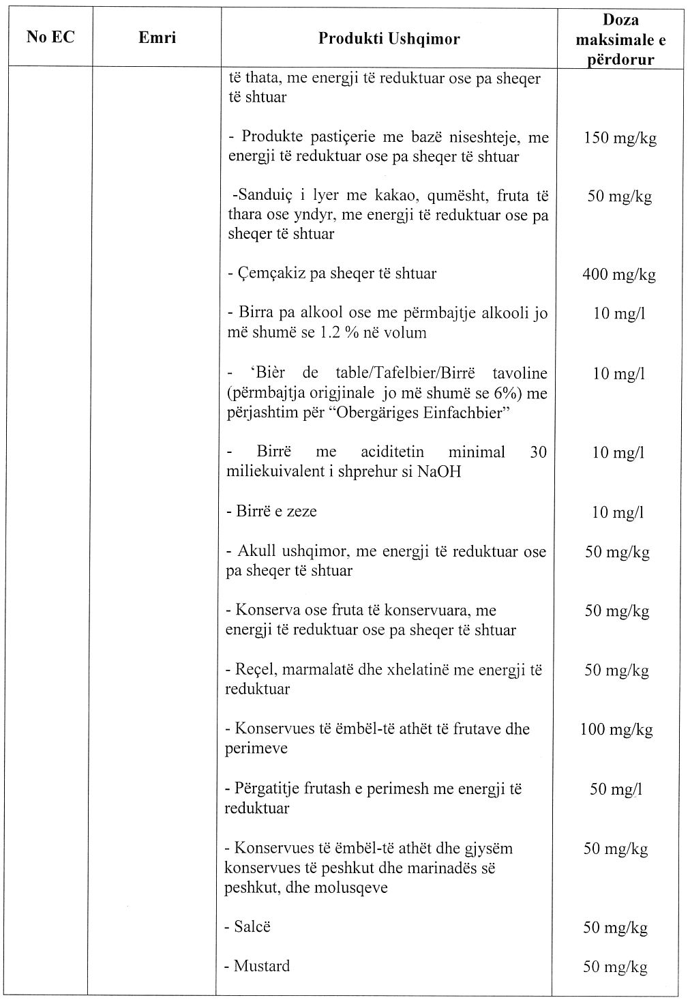 No EC Emri Produkti Ushqimor Doza maksimale e përdorur
të thata, me energji të reduktuar ose pa sheqer
të shtuar
- Produkte pastiçerie me bazë niseshteje, me 150 mg/kg
energji të reduktuar ose pa sheqer të shtuar
-Sanduiç i lyer me kakao, qumësht, fruta të 50 mg/kg
thara ose yndyr, me energji të reduktuar ose pa
sheqer të shtuar
- Çemçakiz pa sheqer të shtuar 400 mg/kg
- Birra pa alkool ose me përmbajtje alkooli jo 10 mg/l
më shumë se 1.2 % në volum
- ‘Bièr de table/Tafelbier/Birrë tavoline 10 mg/l
(përmbajtja origjinale jo më shumë se 6%) me
përjashtim për “Obergäriges Einfachbier”
- Birrë me aciditetin minimal 30 10 mg/l
miliekuivalent i shprehur si NaOH
- Birrë e zeze 10 mg/l
- Akull ushqimor, me energji të reduktuar ose 50 mg/kg
pa sheqer të shtuar
- Konserva ose fruta të konservuara, me 50 mg/kg
energji të reduktuar ose pa sheqer të shtuar
- Reçel, marmalatë dhe xhelatinë me energji të 50 mg/kg
reduktuar
- Konservues të ëmbël-të athët të frutave dhe 100 mg/kg
perimeve
- Përgatitje frutash e perimesh me energji të 50 mg/l
reduktuar
- Konservues të ëmbël-të athët dhe gjysëm 50 mg/kg
konservues të peshkut dhe marinadës së
peshkut, dhe molusqeve
- Salcë 50 mg/kg
- Mustard 50 mg/kg